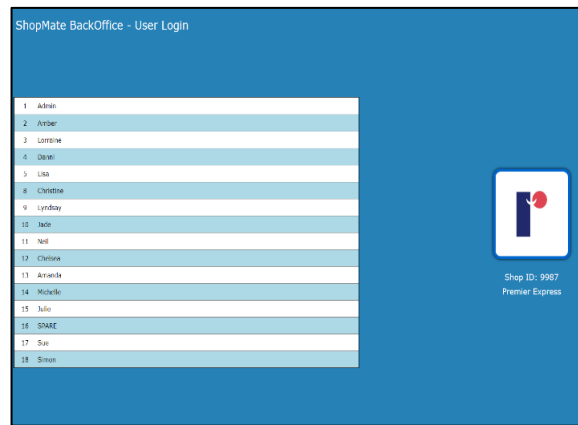 ShopMate BackOffice - User Login
1 Admin
2 Amber
3 Lorraine
4 Danni
5 Lisa
8 Christine
9 Lyndsay
10 Jade
11 Neil
12 Chelsea
13 Amanda
14 Michelle
15 Julie
16 SPARE
17 Sue
18 Simon
Shop ID: 9987
Premier Express